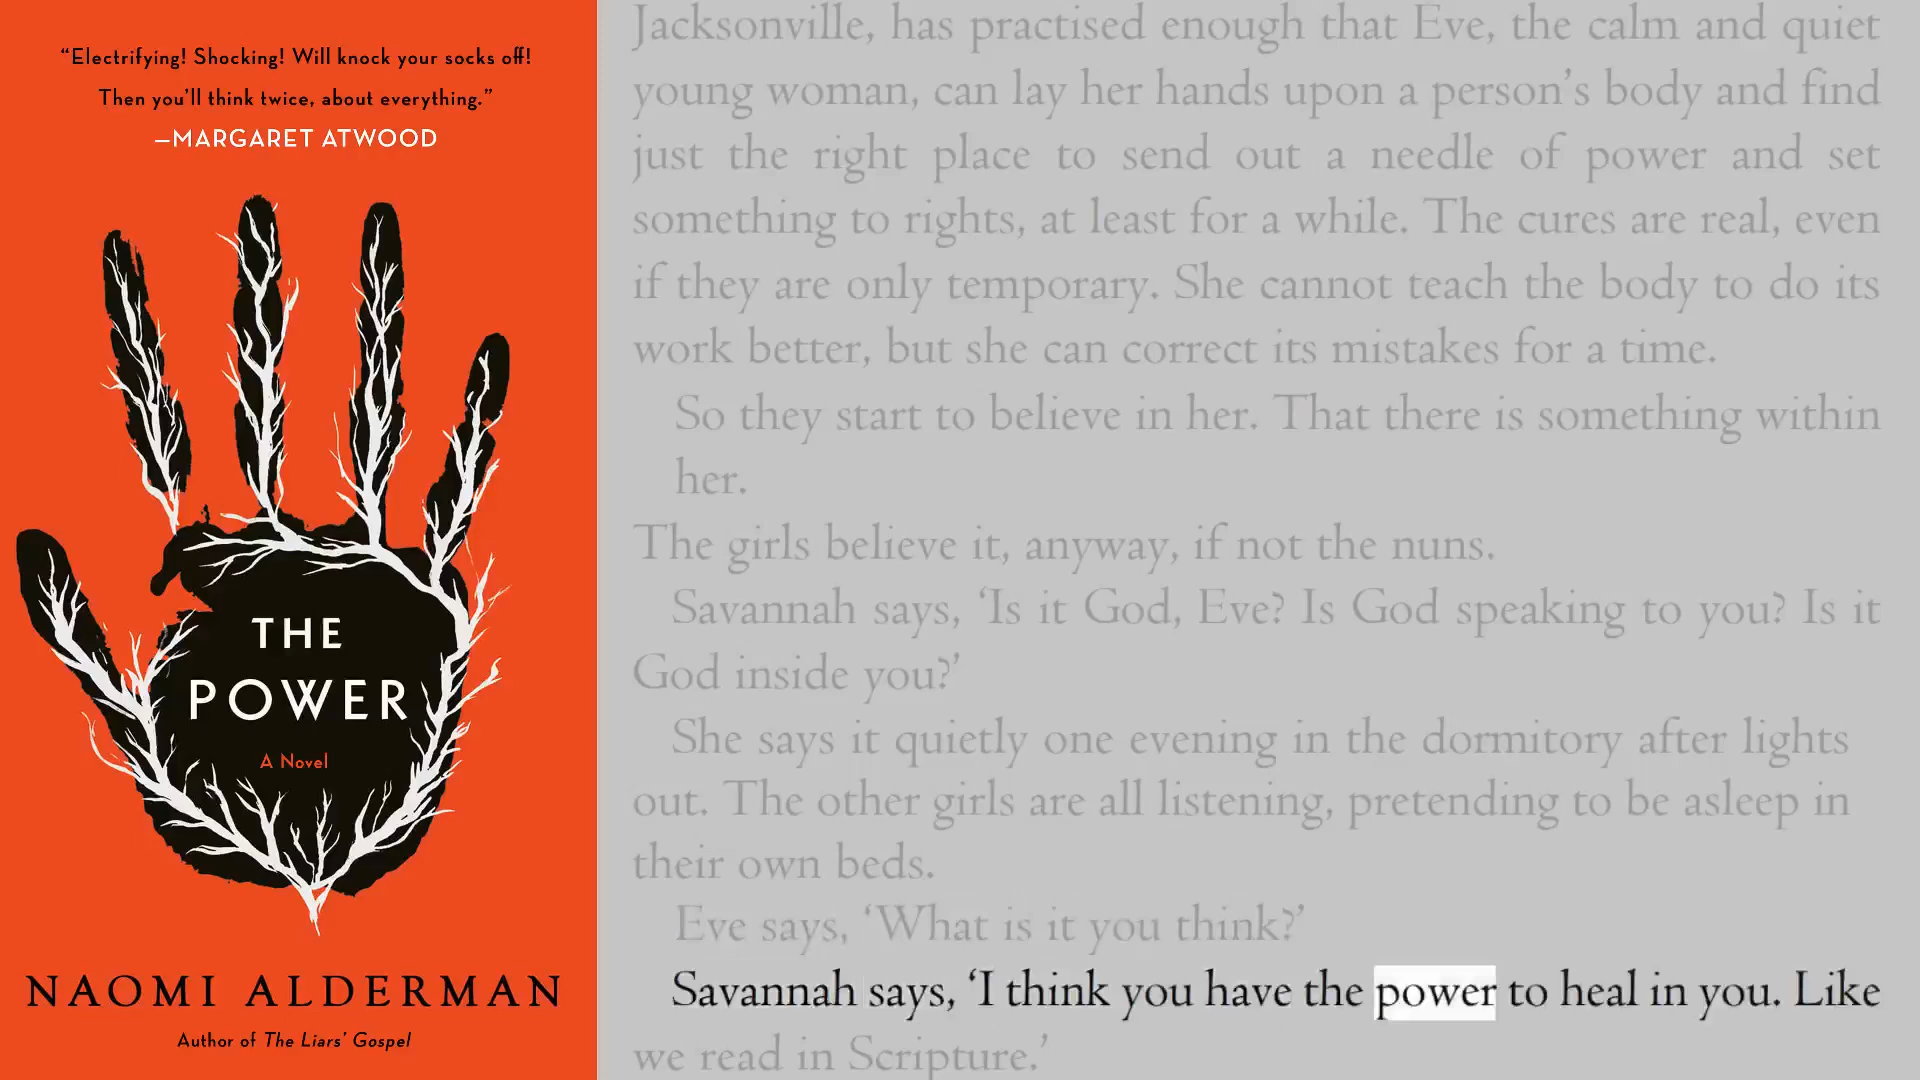 “Electrifying! Shocking! Will knock your socks off!
Then you’ll think twice, about everything.”
—MARGARET ATWOOD
THE
POWER
A Novel
NAOMI ALDERMAN
Author of The Liars’ Gospel
Jacksonville, has practised enough that Eve, the calm and quiet
young woman, can lay her hands upon a person’s body and find
just the right place to send out a needle of power and set
something to rights, at least for a while. The cures are real, even
if they are only temporary. She cannot teach the body to do its
work better, but she can correct its mistakes for a time.
So they start to believe in her. That there is something within
her.
The girls believe it, anyway, if not the nuns.
Savannah says, ‘Is it God, Eve? Is God speaking to you? Is it
God inside you?’
She says it quietly one evening in the dormitory after lights
out. The other girls are all listening, pretending to be asleep in
their own beds.
Eve says, ‘What is it you think?’
Savannah says, ‘I think you have the power to heal in you. Like
we read in Scripture.’